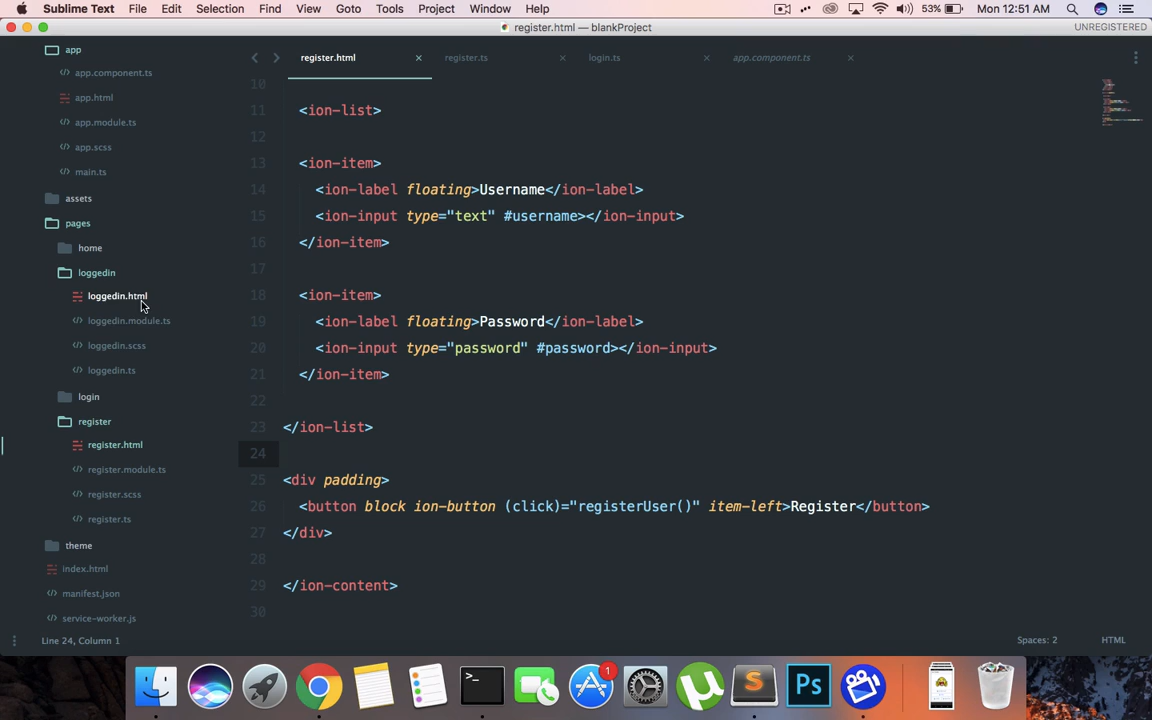 Sublime Text File Edit Selection Find View Goto Tools Project Window Help 53% Mon 12:51 AM
register.html — blankProject UNREGISTERED
app
app.component.ts
app.html
app.module.ts
app.scss
main.ts
assets
pages
home
loggedin
loggedin.html
loggedin.module.ts
loggedin.scss
loggedin.ts
login
register
register.html
register.module.ts
register.scss
register.ts
theme
index.html
manifest.json
service-worker.js
register.html × register.ts × login.ts × app.component.ts ×
10
11 <ion-list>
12
13 <ion-item>
14 <ion-label floating>Username</ion-label>
15 <ion-input type="text" #username></ion-input>
16 </ion-item>
17
18 <ion-item>
19 <ion-label floating>Password</ion-label>
20 <ion-input type="password" #password></ion-input>
21 </ion-item>
22
23 </ion-list>
24
25 <div padding>
26 <button block ion-button (click)="registerUser()" item-left>Register</button>
27 </div>
28
29 </ion-content>
30
Line 24, Column 1 Spaces: 2 HTML
>_ 1 S Ps